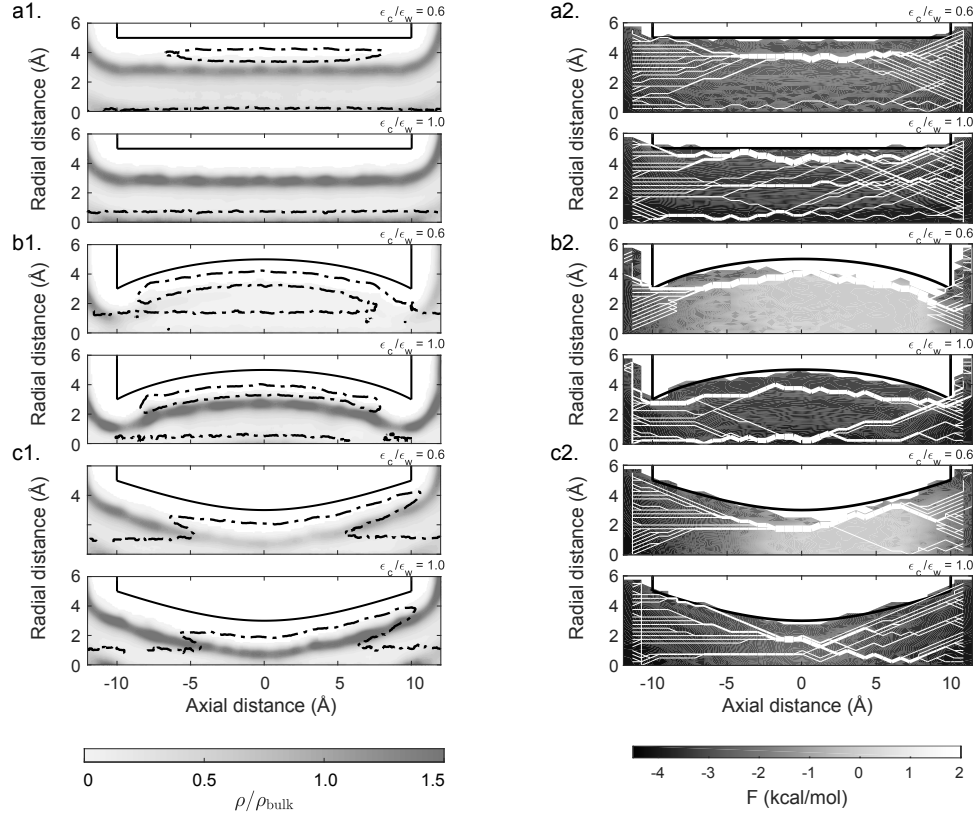 a1.
ϵc/ϵw = 0.6
Radial distance (Å)
6
4
2
0
ϵc/ϵw = 1.0
6
4
2
0
b1.
ϵc/ϵw = 0.6
Radial distance (Å)
6
4
2
0
ϵc/ϵw = 1.0
6
4
2
0
c1.
ϵc/ϵw = 0.6
Radial distance (Å)
6
4
2
0
ϵc/ϵw = 1.0
6
4
2
0
-10 -5 0 5 10
Axial distance (Å)
0 0.5 1.0 1.5
ρ/ρbulk
a2.
ϵc/ϵw = 0.6
Radial distance (Å)
6
4
2
0
ϵc/ϵw = 1.0
6
4
2
0
b2.
ϵc/ϵw = 0.6
Radial distance (Å)
6
4
2
0
ϵc/ϵw = 1.0
6
4
2
0
c2.
ϵc/ϵw = 0.6
Radial distance (Å)
6
4
2
0
ϵc/ϵw = 1.0
6
4
2
0
-10 -5 0 5 10
Axial distance (Å)
-4 -3 -2 -1 0 1 2
F (kcal/mol)